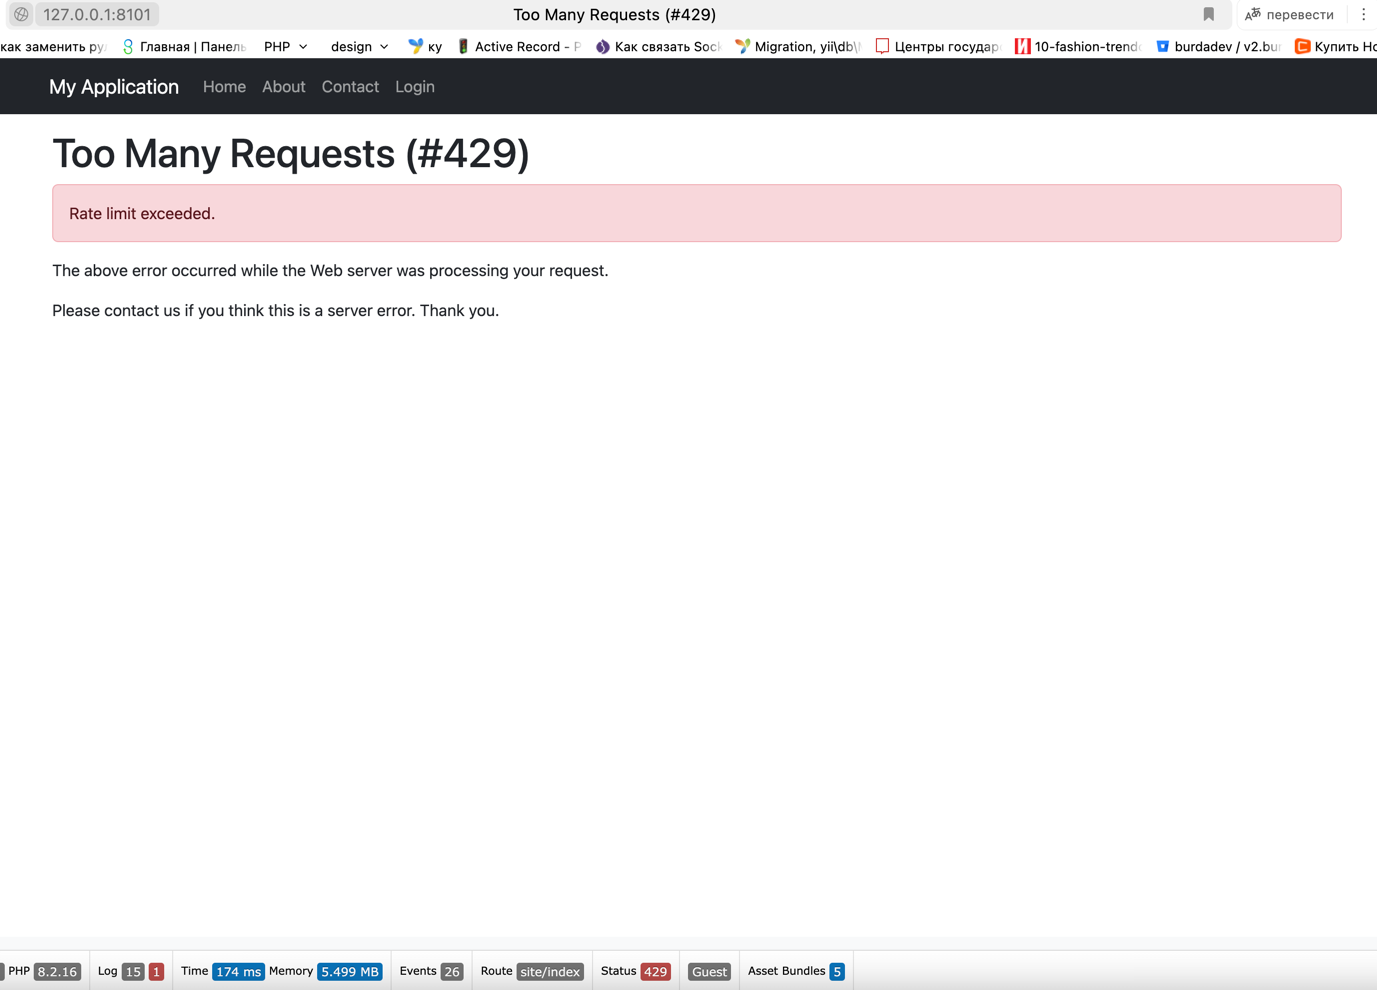 127.0.0.1:8101 Too Many Requests (#429) перевести
как заменить ру Главная | Панель PHP design ку Active Record - P Как связать Sock Migration, yii\db\ Центры государ 10-fashion-trend burdadev / v2.bur Купить Но
My Application Home About Contact Login
Too Many Requests (#429)
Rate limit exceeded.
The above error occurred while the Web server was processing your request.
Please contact us if you think this is a server error. Thank you.
PHP 8.2.16 Log 15 1 Time 174 ms Memory 5.499 MB Events 26 Route site/index Status 429 Guest Asset Bundles 5